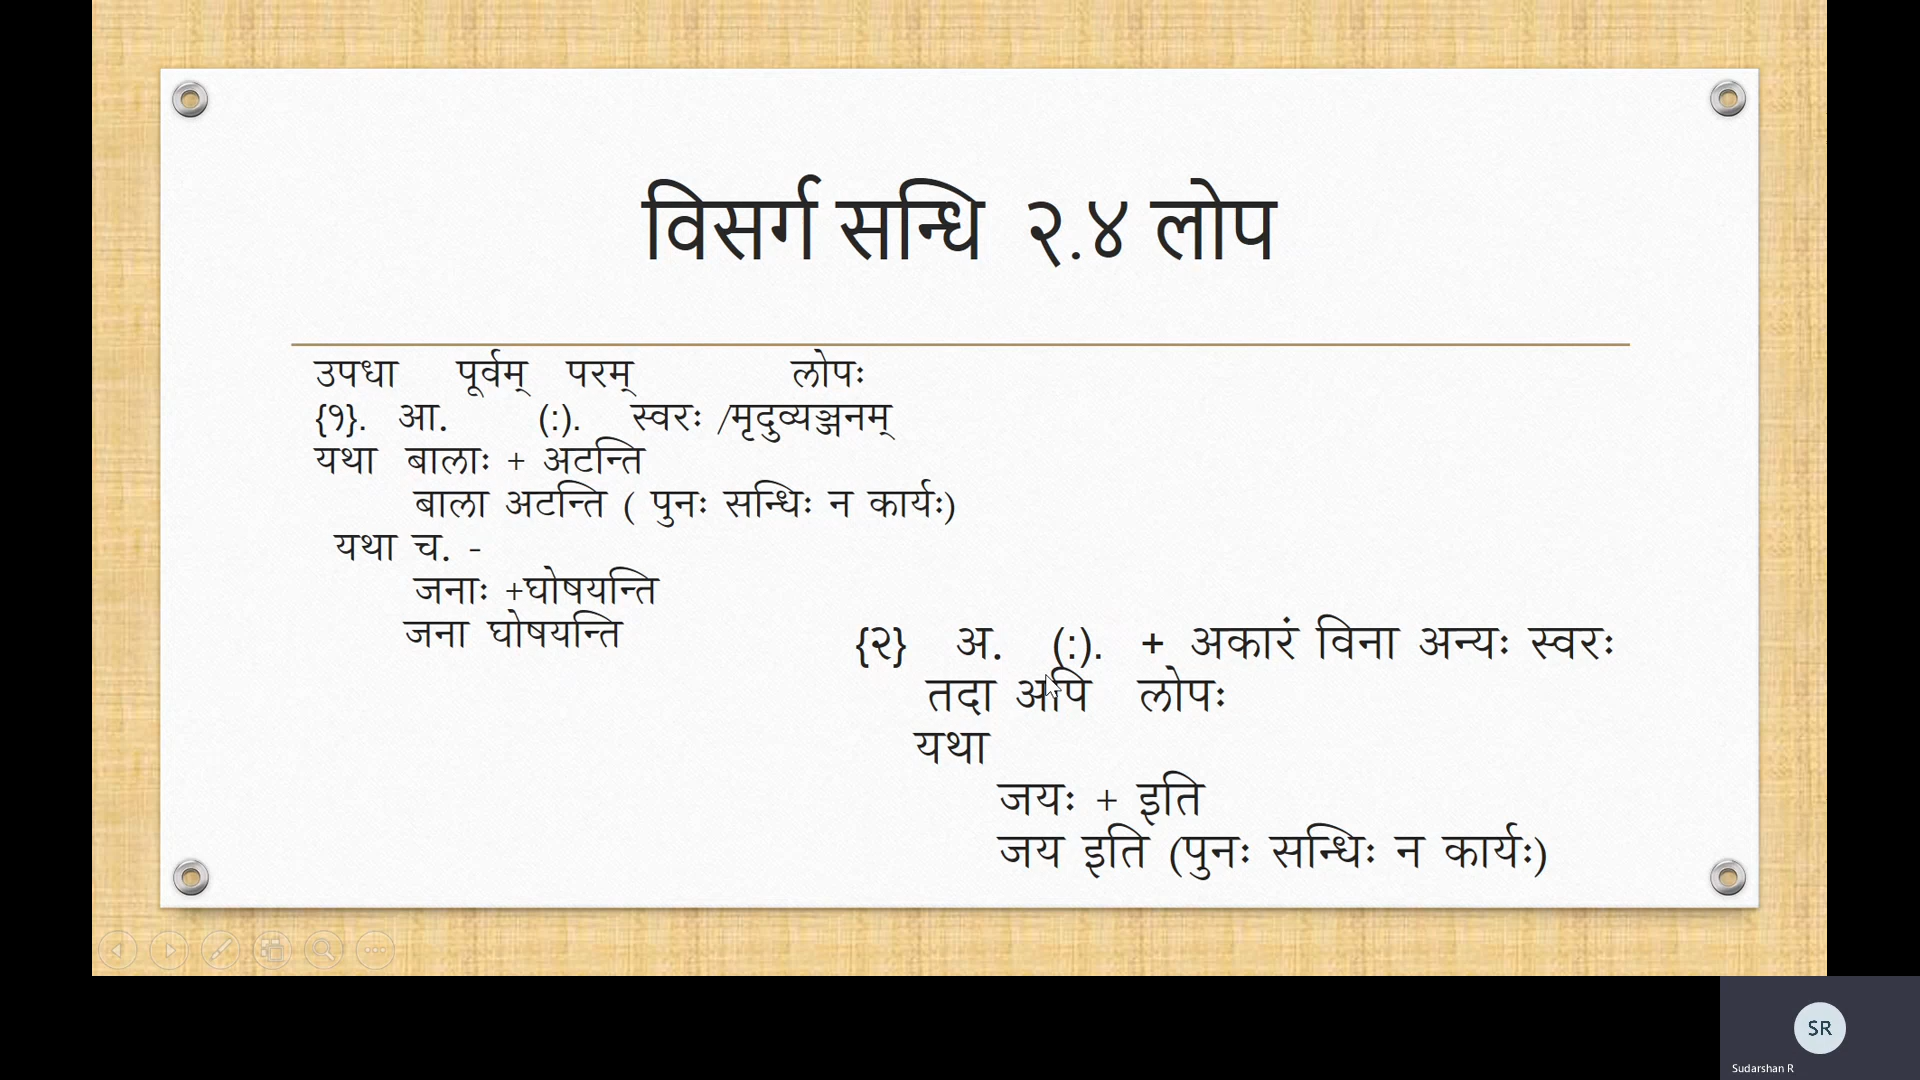 विसर्ग सन्धि २.४ लोप
उपधा पूर्वम् परम् लोपः
{१}. आ. (:). स्वरः /मृदुव्यञ्जनम्
यथा बालाः + अटन्ति
बाला अटन्ति ( पुनः सन्धिः न कार्यः)
यथा च. -
जनाः +घोषयन्ति
जना घोषयन्ति
{२} अ. (:). + अकारं विना अन्यः स्वरः
तदा अपि लोपः
यथा
जयः + इति
जय इति (पुनः सन्धिः न कार्यः)
SR
Sudarshan R